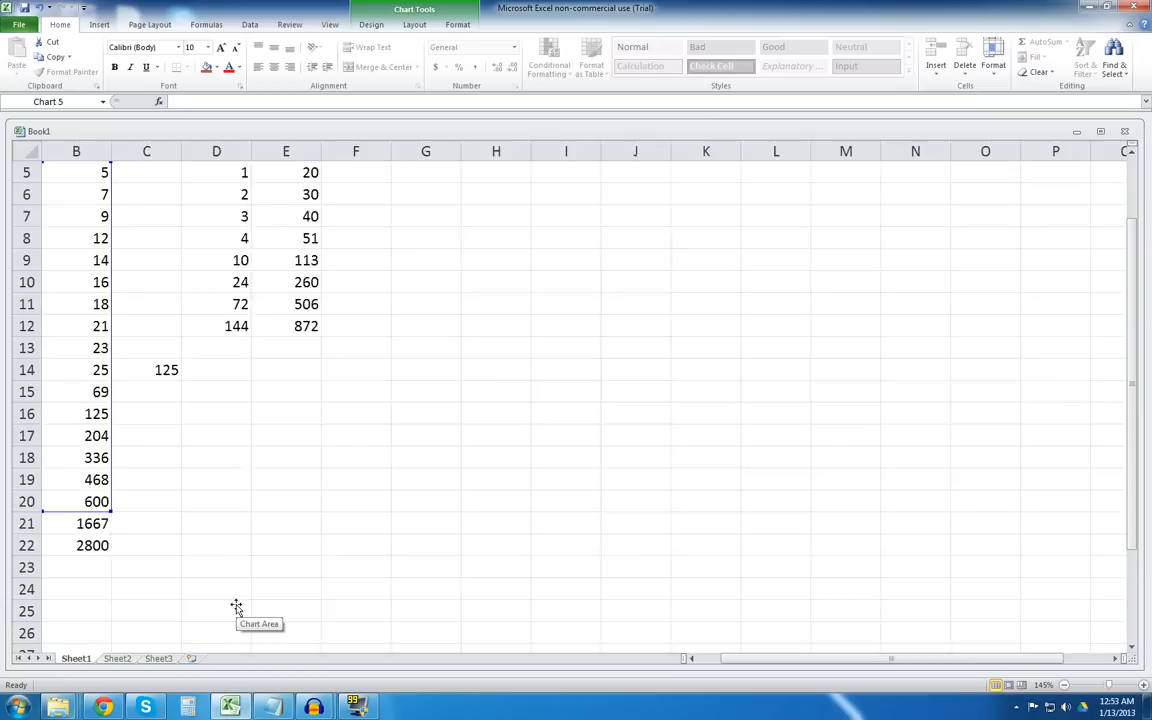 Chart Tools
Microsoft Excel non-commercial use (Trial)
File Home Insert Page Layout Formulas Data Review View Design Layout Format
Paste Cut Calibri (Body) 10 Wrap Text General Normal Bad Good Neutral AutoSum
Copy Fill
Format Painter B I U A Merge & Center $ % , Conditional Formatting Format as Table Calculation Check Cell Explanatory ... Input Insert Delete Format Clear Sort & Filter Find & Select
Clipboard Font Alignment Number Styles Cells Editing
Chart 5 fx
Book1
B C D E F G H I J K L M N O P
5 5 1 20
6 7 2 30
7 9 3 40
8 12 4 51
9 14 10 113
10 16 24 260
11 18 72 506
12 21 144 872
13 23
14 25 125
15 69
16 125
17 204
18 336
19 468
20 600
21 1667
22 2800
23
24
25
Chart Area
26
Sheet1 Sheet2 Sheet3
Ready 145%
12:53 AM
1/13/2013